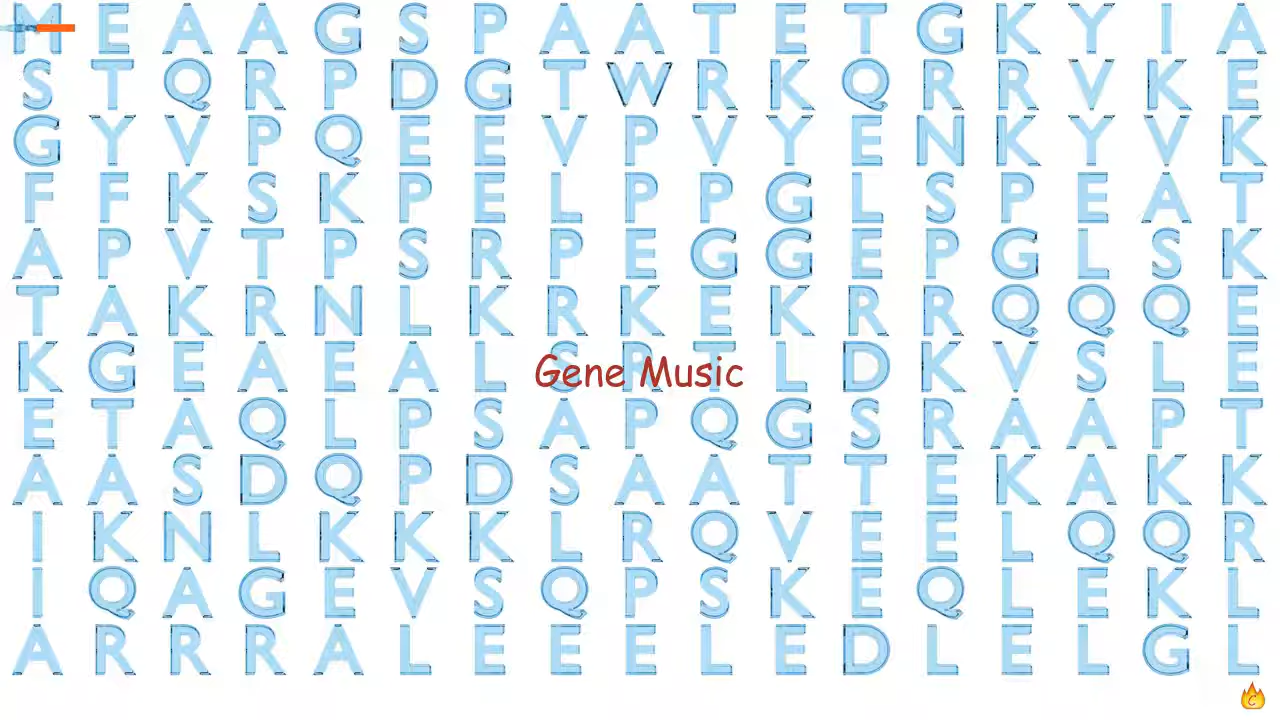 M E A A G S P A A T E T G K Y I A
S T Q R P D G T W R K Q R R V K E
G Y V P Q E E V P V Y E N K Y V K
F F K S K P E L P P G L S P E A T
A P V T P S R P E G G E P G L S K
T A K R N L K R K E K R R Q Q Q E
K G E A E A L S R T L D K V S L E
Gene Music
E T A Q L P S A P Q G S R A A P T
A A S D Q P D S A A T T E K A K K
I K N L K K K L R Q V E E L Q Q R
I Q A G E V S Q P S K E Q L E K L
A R R R A L E E E L E D L E L G L
C